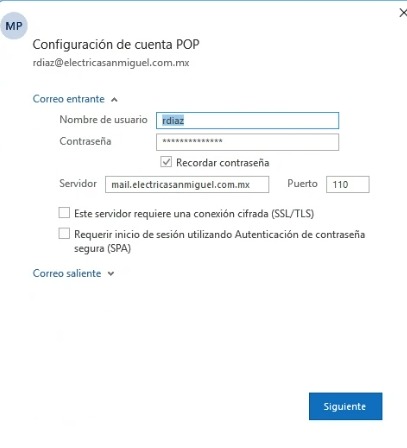 MP
Configuración de cuenta POP
rdiaz@electricasanmiguel.com.mx
Correo entrante
Nombre de usuario rdiaz
Contraseña **************
Recordar contraseña
Servidor mail.electricasanmiguel.com.mx Puerto 110
Este servidor requiere una conexión cifrada (SSL/TLS)
Requerir inicio de sesión utilizando Autenticación de contraseña
segura (SPA)
Correo saliente
Siguiente